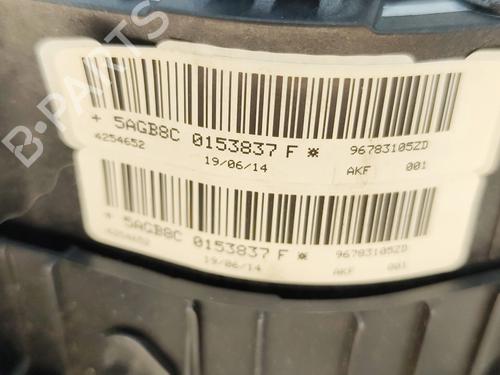 B-PARTS
+ 5AGB8C 0153837 F ※ 96783105ZD
4254652 19/06/14 AKF 001
* 5AGB8C 0153837 F ※ 96783105ZD
4254652 19/06/14 AKF 001